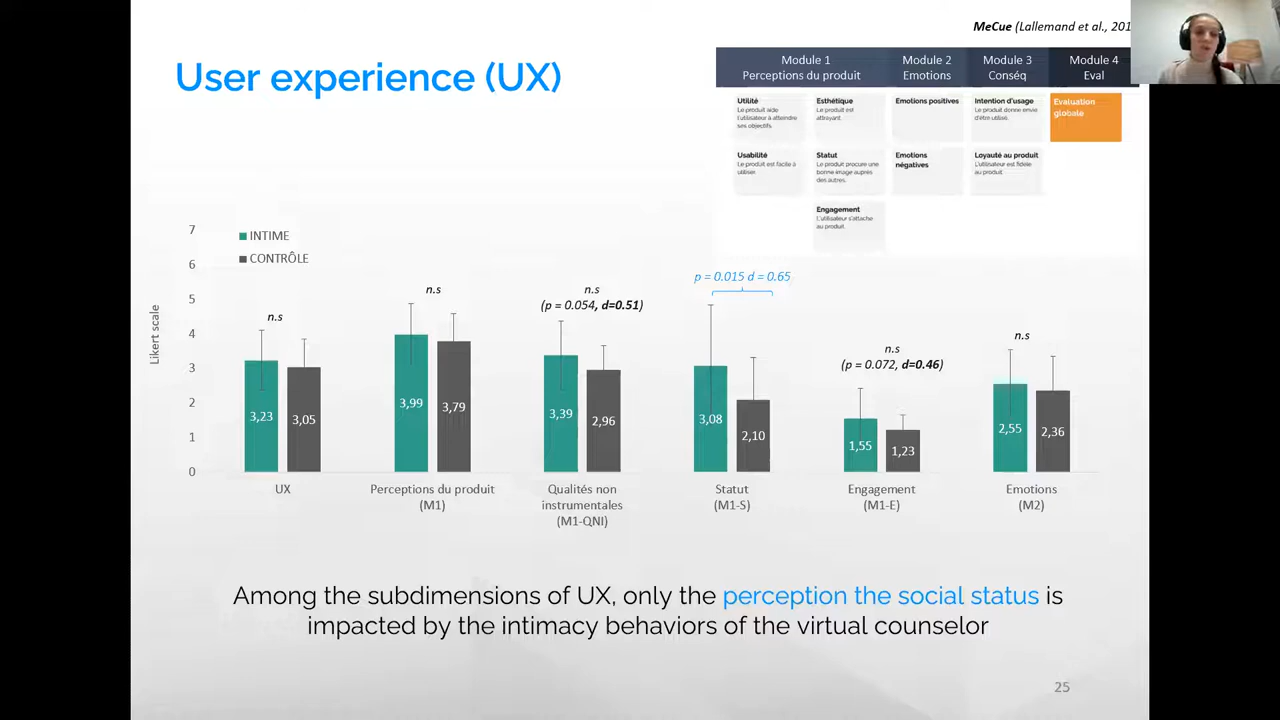 MeCue (Lallemand et al., 201
User experience (UX)
Module 1
Perceptions du produit
Module 2
Emotions
Module 3
Conséq
Module 4
Eval
Utilité
Le produit aide
l'utilisateur à atteindre
ses objectifs.
Esthétique
Le produit est
attrayant.
Emotions positives
Intention d'usage
Le produit donne envie
d'être utilisé.
Evaluation
globale
Usabilité
Le produit est facile à
utiliser.
Statut
Le produit procure une
bonne image auprès
des autres.
Emotions
négatives
Loyauté au produit
L'utilisateur est fidèle
au produit
Engagement
L'utilisateur s'attache
au produit.
7
6
5
4
3
2
1
0
Likert scale
INTIME
CONTRÔLE
n.s
n.s
n.s
(p = 0.054, d=0.51)
p = 0.015 d = 0.65
n.s
(p = 0.072, d=0.46)
n.s
3,23
3,05
3,99
3,79
3,39
2,96
3,08
2,10
1,55
1,23
2,55
2,36
UX
Perceptions du produit
(M1)
Qualités non
instrumentales
(M1-QNI)
Statut
(M1-S)
Engagement
(M1-E)
Emotions
(M2)
Among the subdimensions of UX, only the perception the social status is
impacted by the intimacy behaviors of the virtual counselor
25